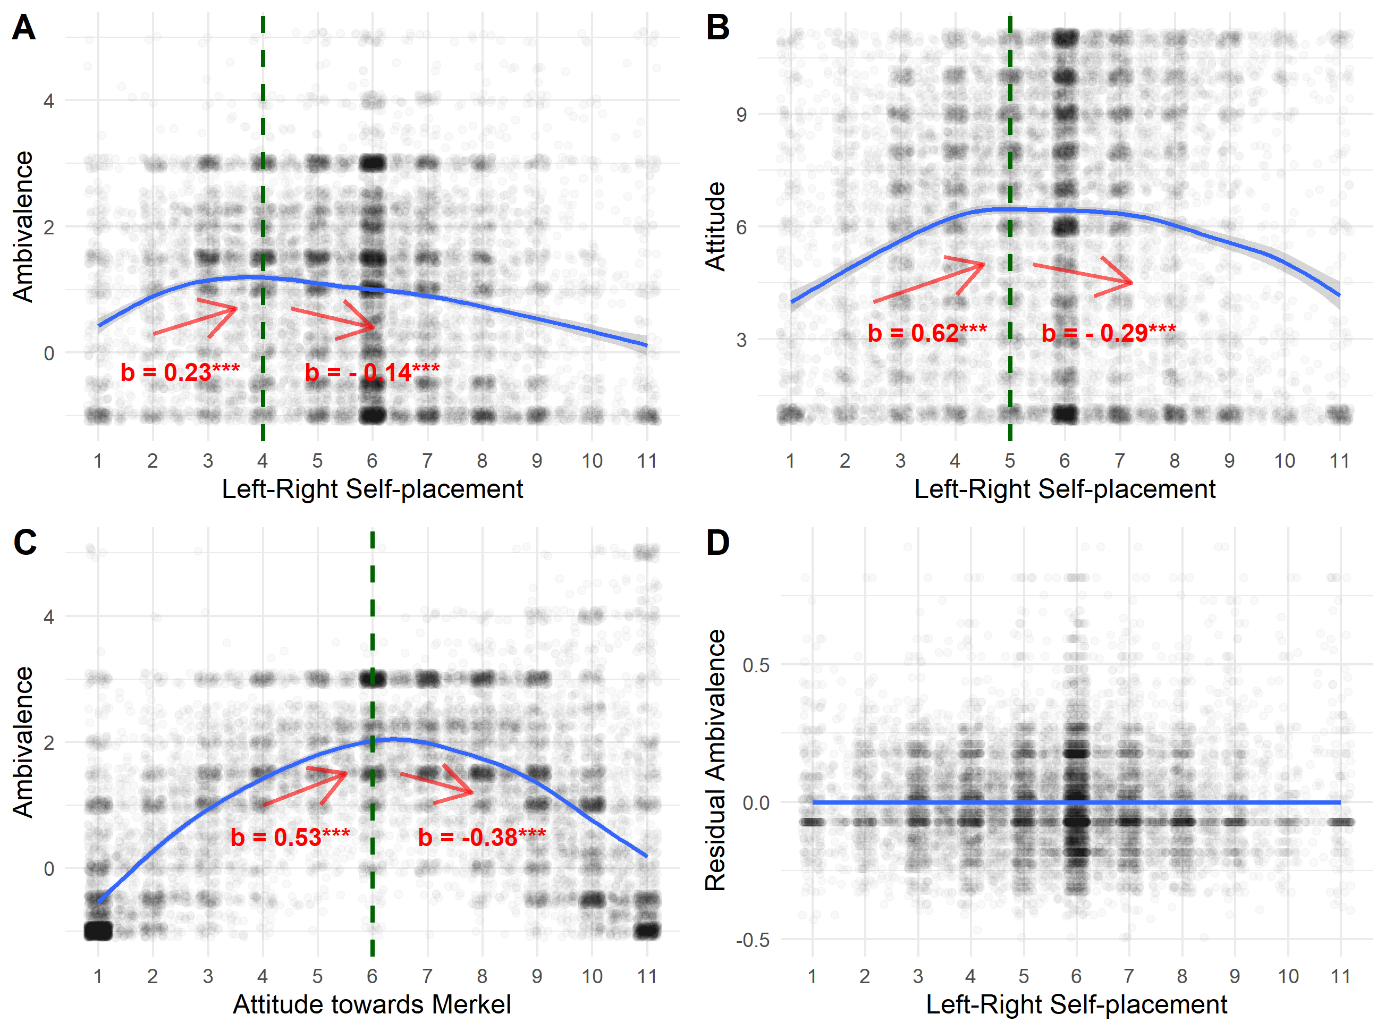 A
Ambivalence
4
2
0
b = 0.23***
b = - 0.14***
1 2 3 4 5 6 7 8 9 10 11
Left-Right Self-placement
B
Attitude
9
6
3
b = 0.62***
b = - 0.29***
1 2 3 4 5 6 7 8 9 10 11
Left-Right Self-placement
C
Ambivalence
4
2
0
b = 0.53***
b = -0.38***
1 2 3 4 5 6 7 8 9 10 11
Attitude towards Merkel
D
Residual Ambivalence
0.5
0.0
-0.5
1 2 3 4 5 6 7 8 9 10 11
Left-Right Self-placement